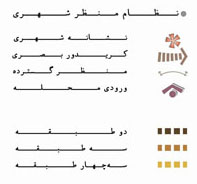 نظام منظر شهری
نشانه شهری
کریدور بصری
منظر گسترده
ورودی محله
دو طبقه
سه طبقه
سه‌چهار طبقه